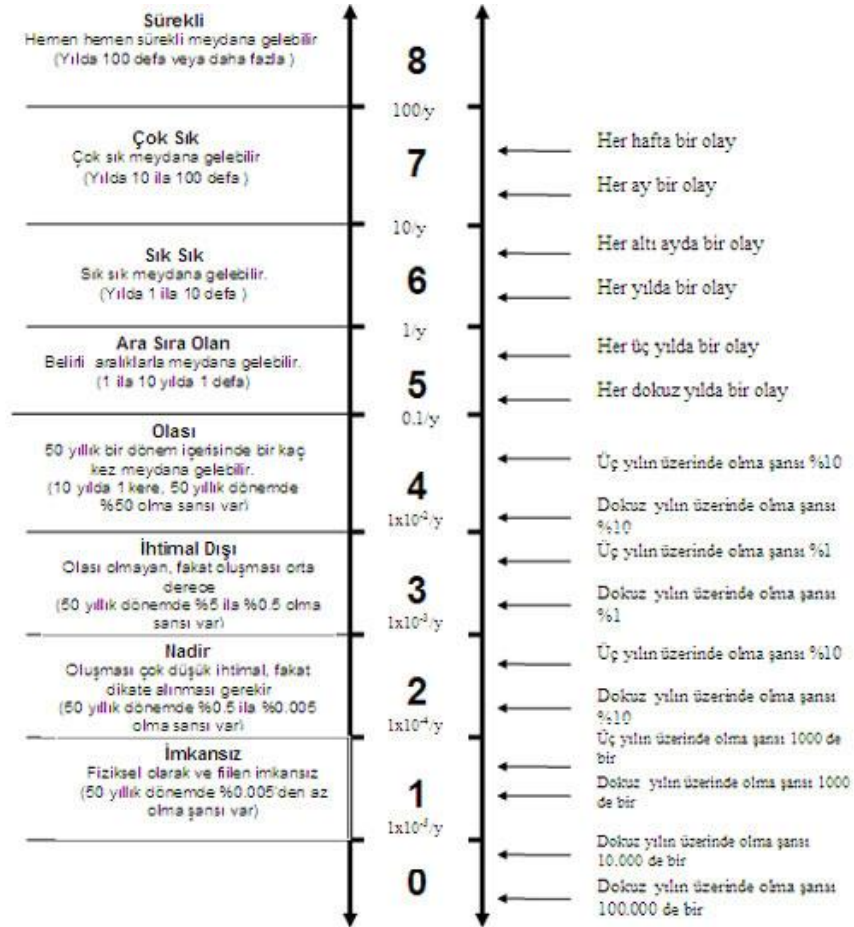 Sürekli
Hemen hemen sürekli meydana gelebilir
(Yılda 100 defa veya daha fazla )
8
100/y
Çok Sık
Çok sık meydana gelebilir
(Yılda 10 ila 100 defa )
7
Her hafta bir olay
Her ay bir olay
10/y
Sık Sık
Sık sık meydana gelebilir.
(Yılda 1 ila 10 defa )
6
Her altı ayda bir olay
Her yılda bir olay
1/y
Ara Sıra Olan
Belirli aralıklarla meydana gelebilir.
(1 ila 10 yılda 1 defa)
5
Her üç yılda bir olay
Her dokuz yılda bir olay
0.1/y
Olası
50 yıllık bir dönem içerisinde bir kaç
kez meydana gelebilir.
(10 yılda 1 kere, 50 yıllık dönemde
%50 olma sansı var)
4
Üç yılın üzerinde olma şansı %10
Dokuz yılın üzerinde olma şansı
%10
1x10⁻²/y
İhtimal Dışı
Olası olmayan, fakat oluşması orta
derece
(50 yıllık dönemde %5 ila %0.5 olma
sansı var)
3
Üç yılın üzerinde olma şansı %1
Dokuz yılın üzerinde olma şansı
%1
1x10⁻³/y
Nadir
Oluşması çok düşük ihtimal, fakat
dikate alınması gerekir
(50 yıllık dönemde %0.5 ila %0.005
olma sansı var)
2
Üç yılın üzerinde olma şansı %10
Dokuz yılın üzerinde olma şansı
%10
1x10⁻⁴/y
İmkansız
Fiziksel olarak ve fiilen imkansız
(50 yıllık dönemde %0.005'den az
olma şansı var)
1
Üç yılın üzerinde olma şansı 1000 de
bir
Dokuz yılın üzerinde olma şansı 1000
de bir
1x10⁻⁵/y
0
Dokuz yılın üzerinde olma şansı
10.000 de bir
Dokuz yılın üzerinde olma şansı
100.000 de bir